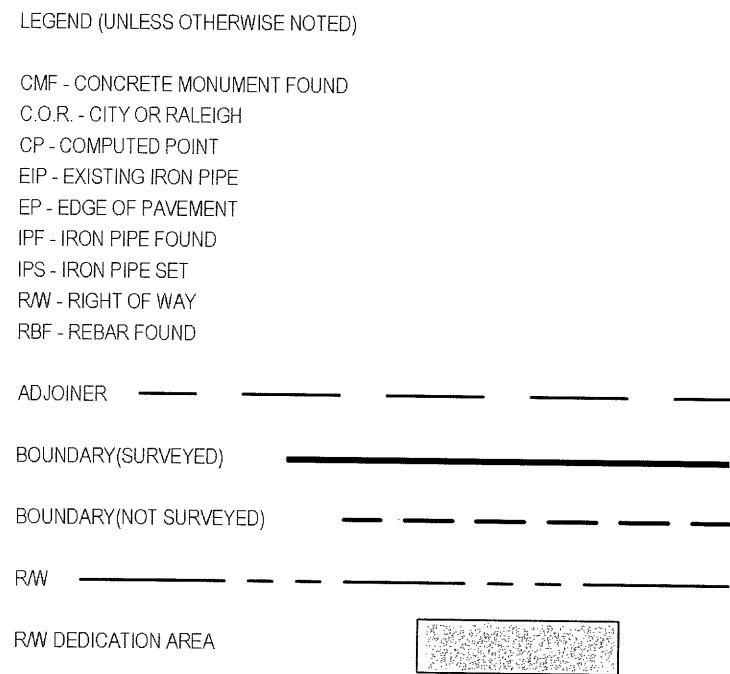 LEGEND (UNLESS OTHERWISE NOTED)
CMF - CONCRETE MONUMENT FOUND
C.O.R. - CITY OR RALEIGH
CP - COMPUTED POINT
EIP - EXISTING IRON PIPE
EP - EDGE OF PAVEMENT
IPF - IRON PIPE FOUND
IPS - IRON PIPE SET
R/W - RIGHT OF WAY
RBF - REBAR FOUND
ADJOINER
BOUNDARY(SURVEYED)
BOUNDARY(NOT SURVEYED)
R/W
R/W DEDICATION AREA